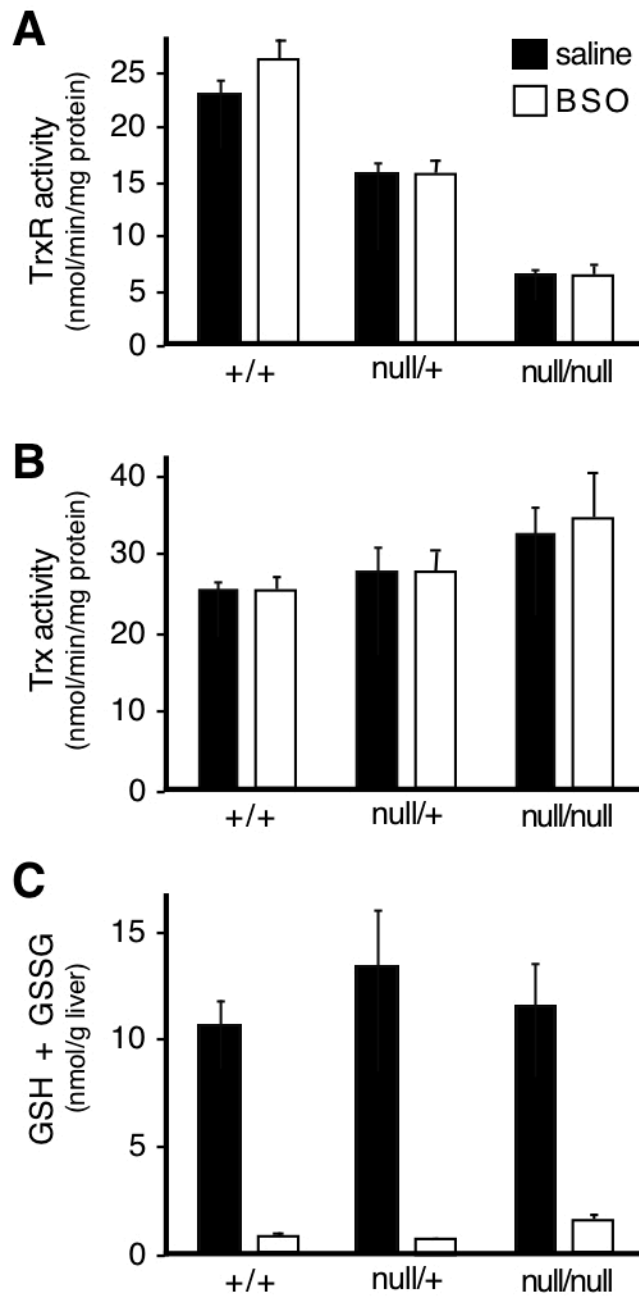 A
saline
BSO
TrxR activity
(nmol/min/mg protein)
25
20
15
10
5
0
+/+
null/+
null/null
B
Trx activity
(nmol/min/mg protein)
40
30
20
10
0
+/+
null/+
null/null
C
GSH + GSSG
(nmol/g liver)
15
10
5
0
+/+
null/+
null/null